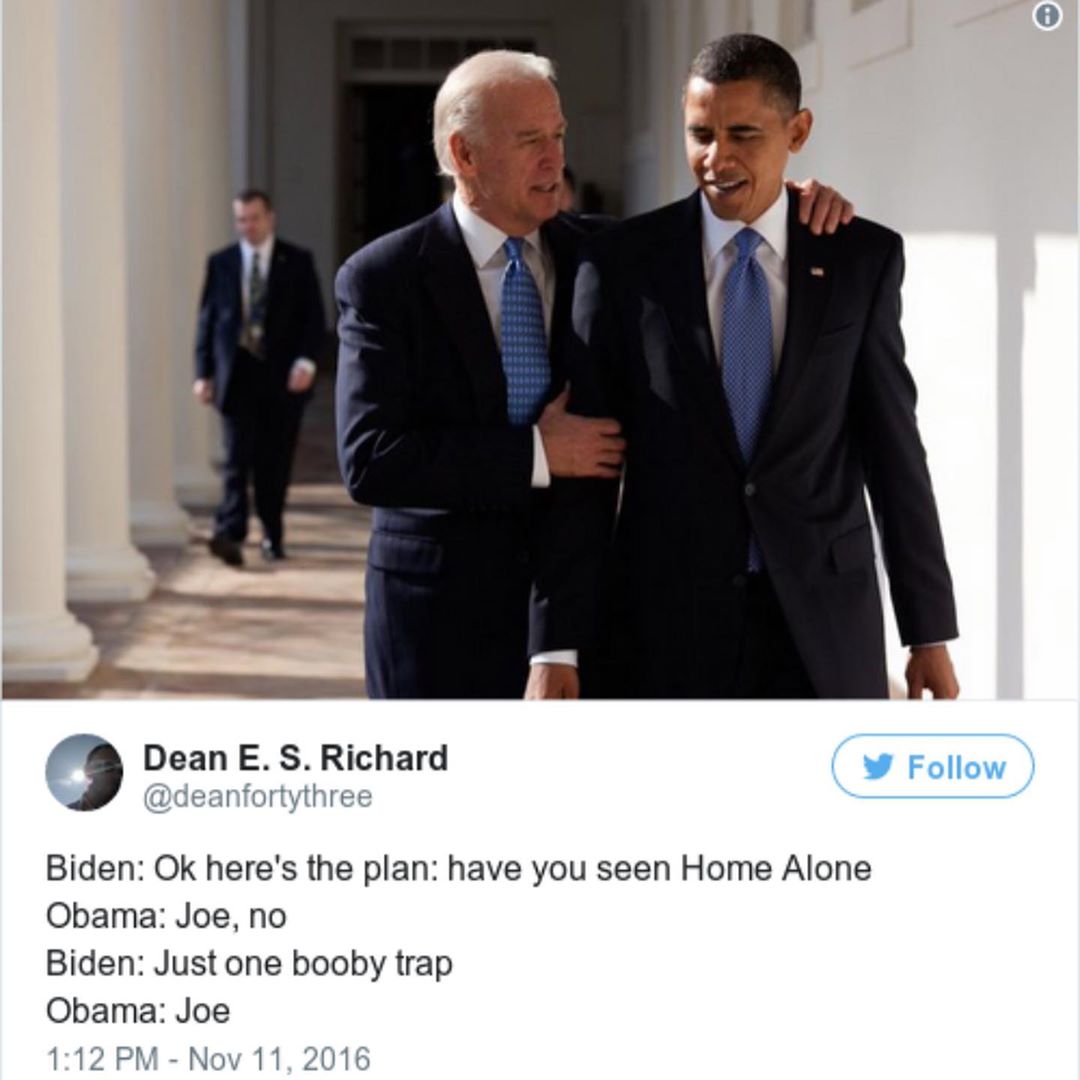 Dean E. S. Richard
@deanfortythree
Follow
Biden: Ok here's the plan: have you seen Home Alone
Obama: Joe, no
Biden: Just one booby trap
Obama: Joe
1:12 PM - Nov 11, 2016